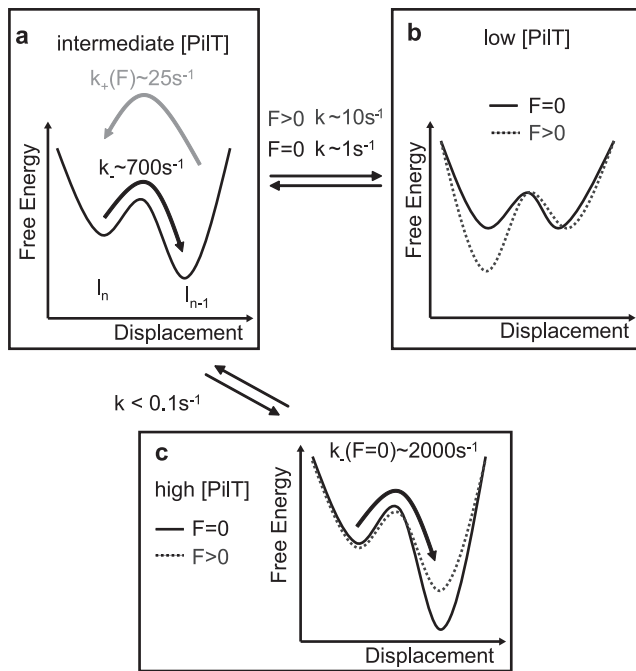 a
intermediate [PilT]
k₊(F)~25s⁻¹
k₋~700s⁻¹
Free Energy
Iₙ
Iₙ₋₁
Displacement
F>0 k~10s⁻¹
F=0 k~1s⁻¹
b
low [PilT]
F=0
F>0
Free Energy
Displacement
k < 0.1s⁻¹
c
high [PilT]
F=0
F>0
k₋(F=0)~2000s⁻¹
Free Energy
Displacement